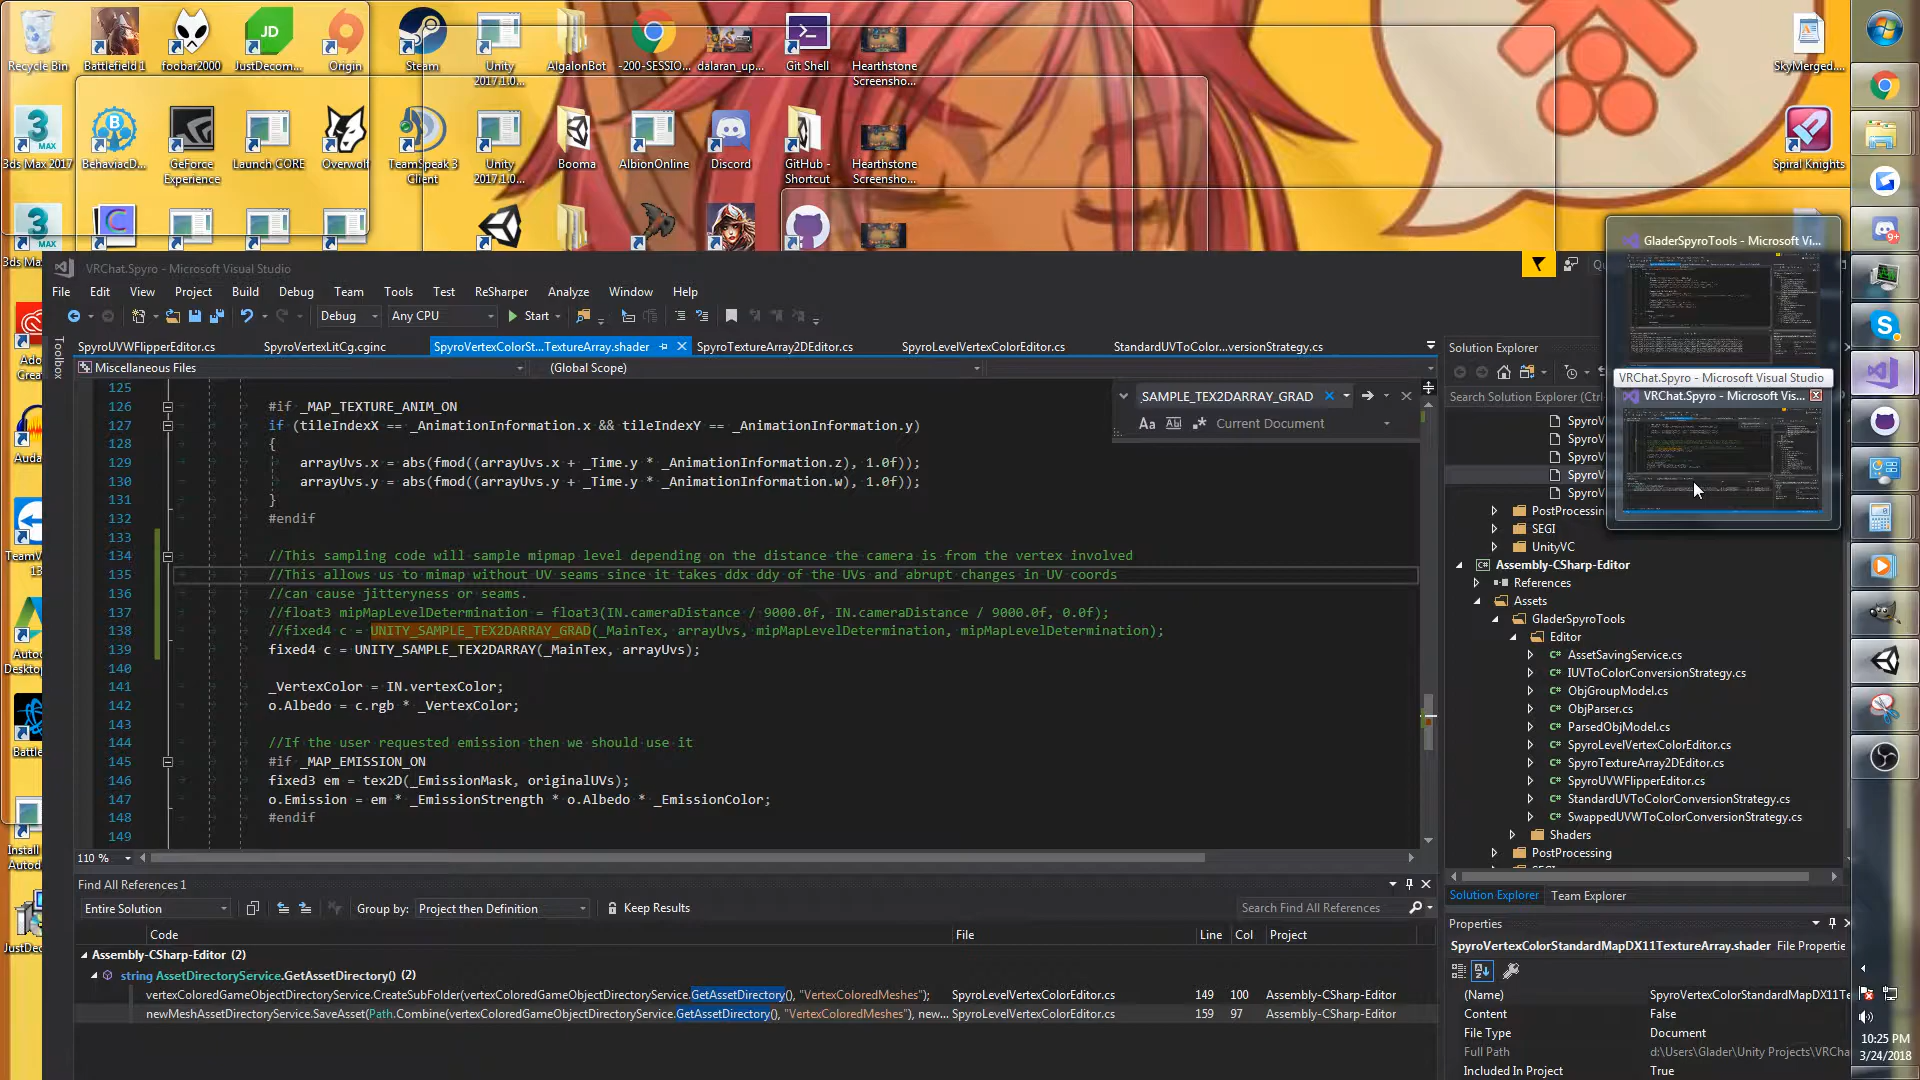 Recycle Bin
Battlefield 1
foobar2000
JustDecom...
Origin
Steam
Unity 2017.1.0...
AlgalonBot
-200-SESSIO...
dalaran_up...
Git Shell
Hearthstone Screensho...
SkyMerged....
3ds Max 2017
BehaviacD...
GeForce Experience
Launch CORE
Overwolf
TeamSpeak 3 Client
Unity 2017.1.0...
Booma
AlbionOnline
Discord
GitHub - Shortcut
Hearthstone Screensho...
Spiral Knights
VRChat.Spyro - Microsoft Visual Studio
File Edit View Project Build Debug Team Tools Test ReSharper Analyze Window Help
Debug Any CPU Start
SpyroUVWFlipperEditor.cs SpyroVertexLitCg.cginc SpyroVertexColorSt...TextureArray.shader SpyroTextureArray2DEditor.cs SpyroLevelVertexColorEditor.cs StandardUVToColor...versionStrategy.cs
Miscellaneous Files (Global Scope)
SAMPLE_TEX2DARRAY_GRAD
Aa Current Document
125
126 #if _MAP_TEXTURE_ANIM_ON
127 if (tileIndexX == _AnimationInformation.x && tileIndexY == _AnimationInformation.y)
128 {
129 arrayUvs.x = abs(fmod((arrayUvs.x + _Time.y * _AnimationInformation.z), 1.0f));
130 arrayUvs.y = abs(fmod((arrayUvs.y + _Time.y * _AnimationInformation.w), 1.0f));
131 }
132 #endif
133
134 //This sampling code will sample mipmap level depending on the distance the camera is from the vertex involved
135 //This allows us to mimap without UV seams since it takes ddx ddy of the UVs and abrupt changes in UV coords
136 //can cause jitteryness or seams.
137 //float3 mipMapLevelDetermination = float3(IN.cameraDistance / 9000.0f, IN.cameraDistance / 9000.0f, 0.0f);
138 //fixed4 c = UNITY_SAMPLE_TEX2DARRAY_GRAD(_MainTex, arrayUvs, mipMapLevelDetermination, mipMapLevelDetermination);
139 fixed4 c = UNITY_SAMPLE_TEX2DARRAY(_MainTex, arrayUvs);
140
141 _VertexColor = IN.vertexColor;
142 o.Albedo = c.rgb * _VertexColor;
143
144 //If the user requested emission then we should use it
145 #if _MAP_EMISSION_ON
146 fixed3 em = tex2D(_EmissionMask, originalUVs);
147 o.Emission = em * _EmissionStrength * o.Albedo * _EmissionColor;
148 #endif
149
110 %
Toolbox
Find All References 1
Entire Solution Group by: Project then Definition Keep Results Search Find All References
Code File Line Col Project
Assembly-CSharp-Editor (2)
string AssetDirectoryService.GetAssetDirectory() (2)
vertexColoredGameObjectDirectoryService.CreateSubFolder(vertexColoredGameObjectDirectoryService.GetAssetDirectory(), "VertexColoredMeshes"); SpyroLevelVertexColorEditor.cs 149 100 Assembly-CSharp-Editor
newMeshAssetDirectoryService.SaveAsset(Path.Combine(vertexColoredGameObjectDirectoryService.GetAssetDirectory(), "VertexColoredMeshes"), new... SpyroLevelVertexColorEditor.cs 159 97 Assembly-CSharp-Editor
GladerSpyroTools - Microsoft Vi...
VRChat.Spyro - Microsoft Visual Studio
VRChat.Spyro - Microsoft Vis...
Solution Explorer
Search Solution Explorer (Ctrl
SpyroV
SpyroV
SpyroV
SpyroV
SpyroV
PostProcessing
SEGI
UnityVC
Assembly-CSharp-Editor
References
Assets
GladerSpyroTools
Editor
AssetSavingService.cs
IUVToColorConversionStrategy.cs
ObjGroupModel.cs
ObjParser.cs
ParsedObjModel.cs
SpyroLevelVertexColorEditor.cs
SpyroTextureArray2DEditor.cs
SpyroUVWFlipperEditor.cs
StandardUVToColorConversionStrategy.cs
SwappedUVWToColorConversionStrategy.cs
Shaders
PostProcessing
Solution Explorer Team Explorer
Properties
SpyroVertexColorStandardMapDX11TextureArray.shader File Propertie
(Name) SpyroVertexColorStandardMapDX11Te
Content False
File Type Document
Full Path d:\Users\Glader\Unity Projects\VRCha
Included In Project True
10:25 PM
3/24/2018